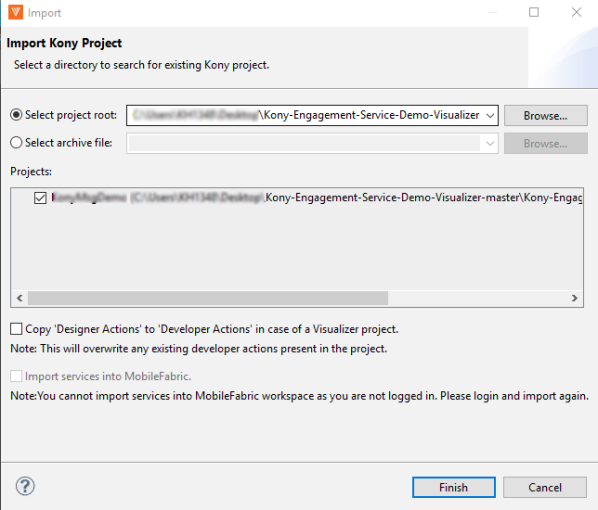 Import
Import Kony Project
Select a directory to search for existing Kony project.
Select project root:
\Kony-Engagement-Service-Demo-Visualizer
Browse...
Select archive file:
Browse...
Projects:
.Kony-Engagement-Service-Demo-Visualizer-master\Kony-Engag
Copy 'Designer Actions' to 'Developer Actions' in case of a Visualizer project.
Note: This will overwrite any existing developer actions present in the project.
Import services into MobileFabric.
Note:You cannot import services into MobileFabric workspace as you are not logged in. Please login and import again.
?
Finish
Cancel